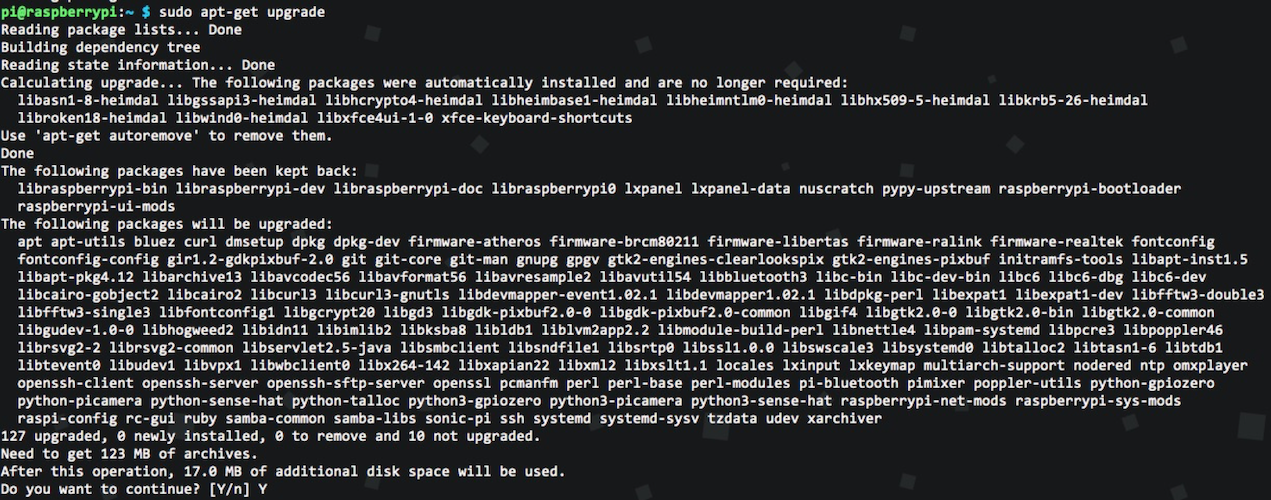 pi@raspberrypi:~ $ sudo apt-get upgrade
Reading package lists... Done
Building dependency tree
Reading state information... Done
Calculating upgrade... The following packages were automatically installed and are no longer required:
  libasn1-8-heimdal libgssapi3-heimdal libhcrypto4-heimdal libheimbase1-heimdal libheimntlm0-heimdal libhx509-5-heimdal libkrb5-26-heimdal
  libroken18-heimdal libwind0-heimdal libxfce4ui-1-0 xfce-keyboard-shortcuts
Use 'apt-get autoremove' to remove them.
Done
The following packages have been kept back:
  libraspberrypi-bin libraspberrypi-dev libraspberrypi-doc libraspberrypi0 lxpanel lxpanel-data nuscratch pypy-upstream raspberrypi-bootloader
  raspberrypi-ui-mods
The following packages will be upgraded:
  apt apt-utils bluez curl dmsetup dpkg dpkg-dev firmware-atheros firmware-brcm80211 firmware-libertas firmware-ralink firmware-realtek fontconfig
  fontconfig-config gir1.2-gdkpixbuf-2.0 git git-core git-man gnupg gpgv gtk2-engines-clearlookspix gtk2-engines-pixbuf initramfs-tools libapt-inst1.5
  libapt-pkg4.12 libarchive13 libavcodec56 libavformat56 libavresample2 libavutil54 libbluetooth3 libc-bin libc-dev-bin libc6 libc6-dbg libc6-dev
  libcairo-gobject2 libcairo2 libcurl3 libcurl3-gnutls libdevmapper-event1.02.1 libdevmapper1.02.1 libdpkg-perl libexpat1 libexpat1-dev libfftw3-double3
  libfftw3-single3 libfontconfig1 libgcrypt20 libgd3 libgdk-pixbuf2.0-0 libgdk-pixbuf2.0-common libgif4 libgtk2.0-0 libgtk2.0-bin libgtk2.0-common
  libgudev-1.0-0 libhogweed2 libidn11 libimlib2 libksba8 libldb1 liblvm2app2.2 libmodule-build-perl libnettle4 libpam-systemd libpcre3 libpoppler46
  librsvg2-2 librsvg2-common libservlet2.5-java libsmbclient libsndfile1 libsrtp0 libssl1.0.0 libswscale3 libsystemd0 libtalloc2 libtasn1-6 libtdb1
  libtevent0 libudev1 libvpx1 libwbclient0 libx264-142 libxapian22 libxml2 libxslt1.1 locales lxinput lxkeymap multiarch-support nodered ntp omxplayer
  openssh-client openssh-server openssh-sftp-server openssl pcmanfm perl perl-base perl-modules pi-bluetooth pimixer poppler-utils python-gpiozero
  python-picamera python-sense-hat python-talloc python3-gpiozero python3-picamera python3-sense-hat raspberrypi-net-mods raspberrypi-sys-mods
  raspi-config rc-gui ruby samba-common samba-libs sonic-pi ssh systemd systemd-sysv tzdata udev xarchiver
127 upgraded, 0 newly installed, 0 to remove and 10 not upgraded.
Need to get 123 MB of archives.
After this operation, 17.0 MB of additional disk space will be used.
Do you want to continue? [Y/n] Y